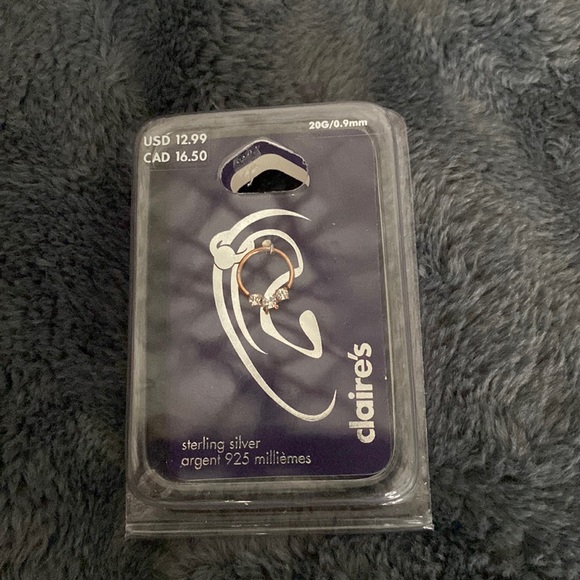 USD 12.99
CAD 16.50
20G/0.9mm
claire's
sterling silver
argent 925 millièmes